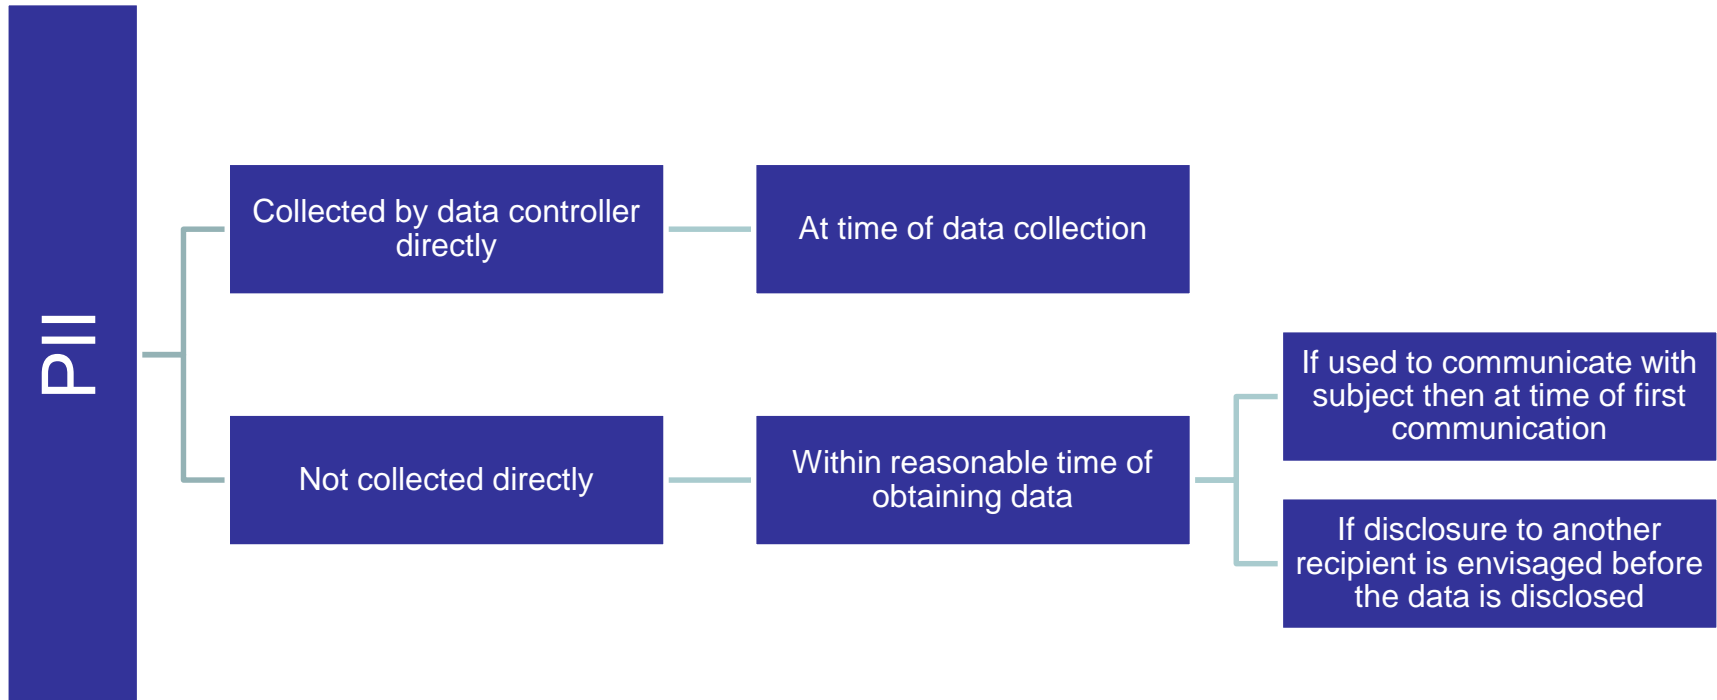 PII
Collected by data controller
directly
At time of data collection
Not collected directly
Within reasonable time of
obtaining data
If used to communicate with
subject then at time of first
communication
If disclosure to another
recipient is envisaged before
the data is disclosed